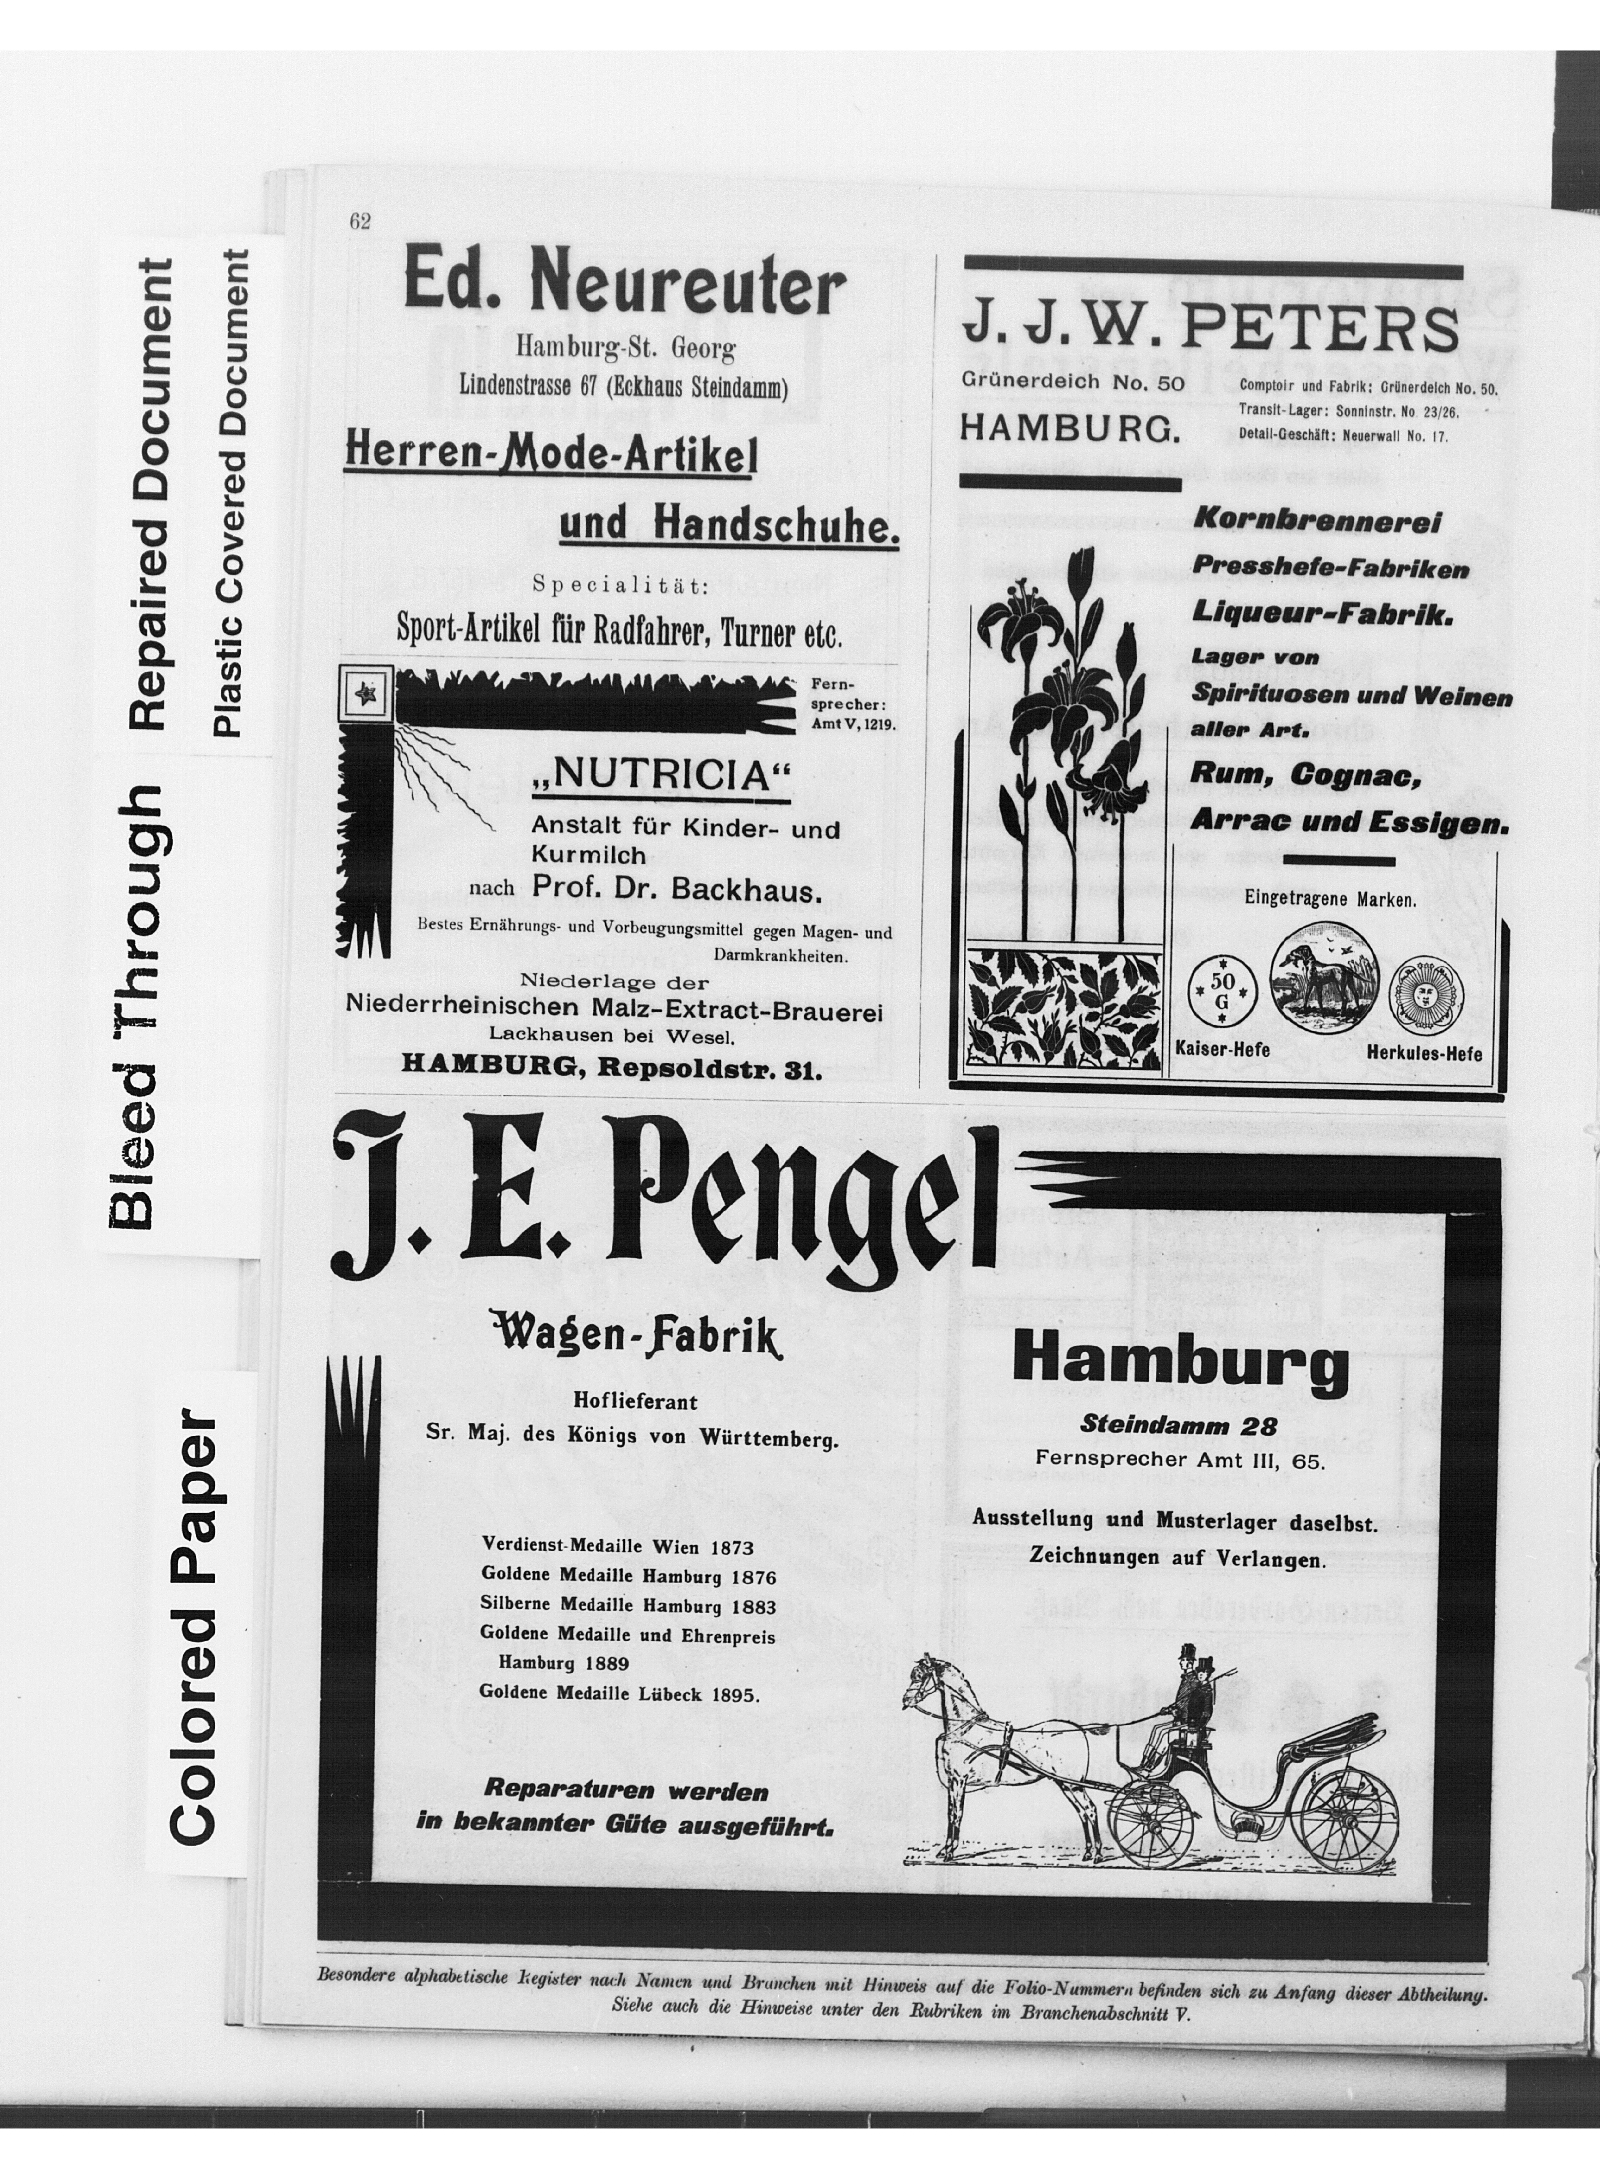 Repaired Document
Plastic Covered Document
Bleed Through
Colored Paper
62
Ed. Neureuter
Hamburg-St. Georg
Lindenstrasse 67 (Eckhaus Steindamm)
Herren-Mode-Artikel
und Handschuhe.
Specialität:
Sport-Artikel für Radfahrer, Turner etc.
Fern-
sprecher:
Amt V, 1219.
„NUTRICIA“
Anstalt für Kinder- und
Kurmilch
nach Prof. Dr. Backhaus.
Bestes Ernährungs- und Vorbeugungsmittel gegen Magen- und
Darmkrankheiten.
Niederlage der
Niederrheinischen Malz-Extract-Brauerei
Lackhausen bei Wesel.
HAMBURG, Repsoldstr. 31.
J. J. W. PETERS
Grünerdeich No. 50
HAMBURG.
Comptoir und Fabrik: Grünerdeich No. 50.
Transit-Lager: Sonninstr. No 23/26.
Detail-Geschäft: Neuerwall No. 17.
Kornbrennerei
Presshefe-Fabriken
Liqueur-Fabrik.
Lager von
Spirituosen und Weinen
aller Art.
Rum, Cognac,
Arrac und Essigen.
Eingetragene Marken.
50
G
Kaiser-Hefe
Herkules-Hefe
J. E. Pengel
Wagen-Fabrik
Hoflieferant
Sr. Maj. des Königs von Württemberg.
Verdienst-Medaille Wien 1873
Goldene Medaille Hamburg 1876
Silberne Medaille Hamburg 1883
Goldene Medaille und Ehrenpreis
Hamburg 1889
Goldene Medaille Lübeck 1895.
Reparaturen werden
in bekannter Güte ausgeführt.
Hamburg
Steindamm 28
Fernsprecher Amt III, 65.
Ausstellung und Musterlager daselbst.
Zeichnungen auf Verlangen.
Besondere alphabetische Register nach Namen und Branchen mit Hinweis auf die Folio-Nummern befinden sich zu Anfang dieser Abtheilung.
Siehe auch die Hinweise unter den Rubriken im Branchenabschnitt V.